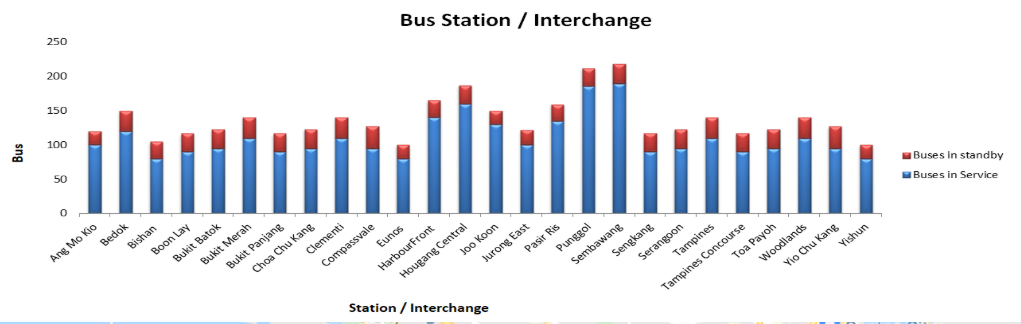 Bus Station / Interchange
250
200
150
100
50
0
Bus
Ang Mo Kio
Bedok
Bishan
Boon Lay
Bukit Batok
Bukit Merah
Bukit Panjang
Choa Chu Kang
Clementi
Compassvale
Eunos
HarbourFront
Hougang Central
Joo Koon
Jurong East
Pasir Ris
Punggol
Sembawang
Sengkang
Serangoon
Tampines
Tampines Concourse
Toa Payoh
Woodlands
Yio Chu Kang
Yishun
Station / Interchange
Buses in standby
Buses in Service